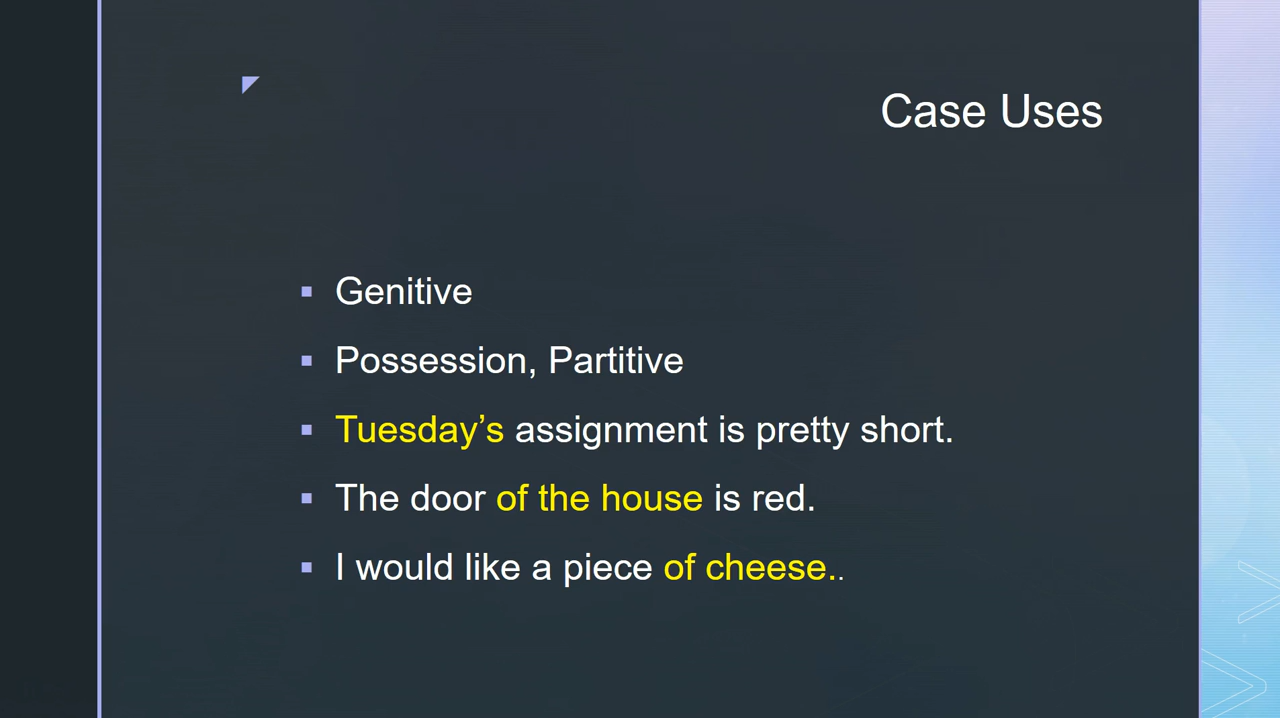 Case Uses
Genitive
Possession, Partitive
Tuesday’s assignment is pretty short.
The door of the house is red.
I would like a piece of cheese..